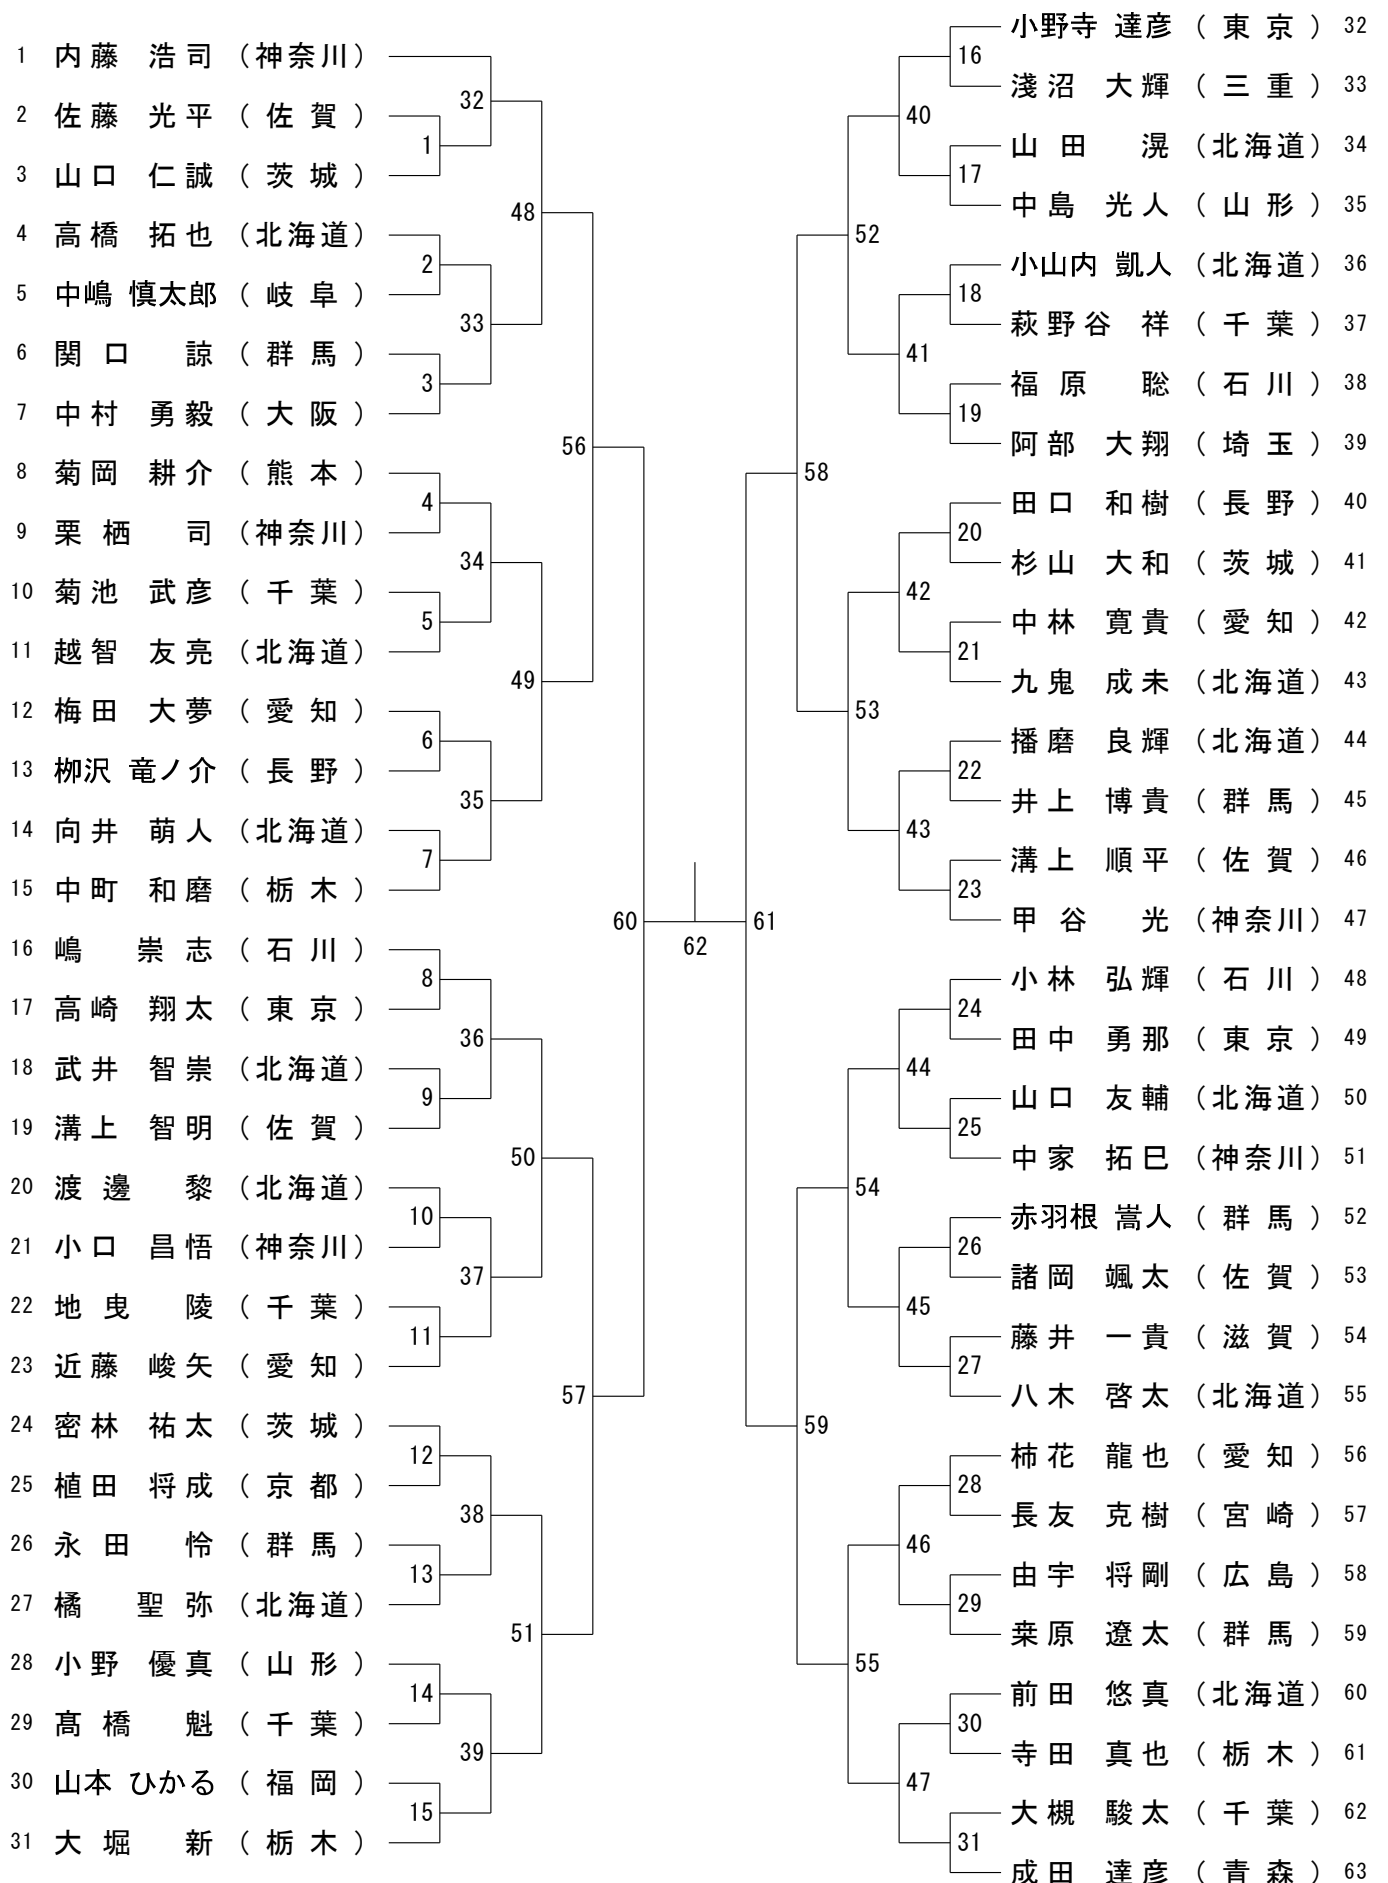 1 内藤 浩司 (神奈川)
2 佐藤 光平 (佐賀)
3 山口 仁誠 (茨城)
4 高橋 拓也 (北海道)
5 中嶋 慎太郎 (岐阜)
6 関口 諒 (群馬)
7 中村 勇毅 (大阪)
8 菊岡 耕介 (熊本)
9 栗栖 司 (神奈川)
10 菊池 武彦 (千葉)
11 越智 友亮 (北海道)
12 梅田 大夢 (愛知)
13 栁沢 竜ノ介 (長野)
14 向井 萌人 (北海道)
15 中町 和磨 (栃木)
16 嶋 崇志 (石川)
17 高崎 翔太 (東京)
18 武井 智崇 (北海道)
19 溝上 智明 (佐賀)
20 渡邊 黎 (北海道)
21 小口 昌悟 (神奈川)
22 地曳 陵 (千葉)
23 近藤 峻矢 (愛知)
24 密林 祐太 (茨城)
25 植田 将成 (京都)
26 永田 怜 (群馬)
27 橘 聖弥 (北海道)
28 小野 優真 (山形)
29 髙橋 魁 (千葉)
30 山本 ひかる (福岡)
31 大堀 新 (栃木)
1
2
3
4
5
6
7
8
9
10
11
12
13
14
15
32
33
34
35
36
37
38
39
48
49
50
51
56
57
60
62
61
58
59
52
53
54
55
40
41
42
43
44
45
46
47
16
17
18
19
20
21
22
23
24
25
26
27
28
29
30
31
小野寺 達彦 (東京) 32
淺沼 大輝 (三重) 33
山田 滉 (北海道) 34
中島 光人 (山形) 35
小山内 凱人 (北海道) 36
萩野谷 祥 (千葉) 37
福原 聡 (石川) 38
阿部 大翔 (埼玉) 39
田口 和樹 (長野) 40
杉山 大和 (茨城) 41
中林 寛貴 (愛知) 42
九鬼 成未 (北海道) 43
播磨 良輝 (北海道) 44
井上 博貴 (群馬) 45
溝上 順平 (佐賀) 46
甲谷 光 (神奈川) 47
小林 弘輝 (石川) 48
田中 勇那 (東京) 49
山口 友輔 (北海道) 50
中家 拓巳 (神奈川) 51
赤羽根 嵩人 (群馬) 52
諸岡 颯太 (佐賀) 53
藤井 一貴 (滋賀) 54
八木 啓太 (北海道) 55
柿花 龍也 (愛知) 56
長友 克樹 (宮崎) 57
由宇 将剛 (広島) 58
桒原 遼太 (群馬) 59
前田 悠真 (北海道) 60
寺田 真也 (栃木) 61
大槻 駿太 (千葉) 62
成田 達彦 (青森) 63